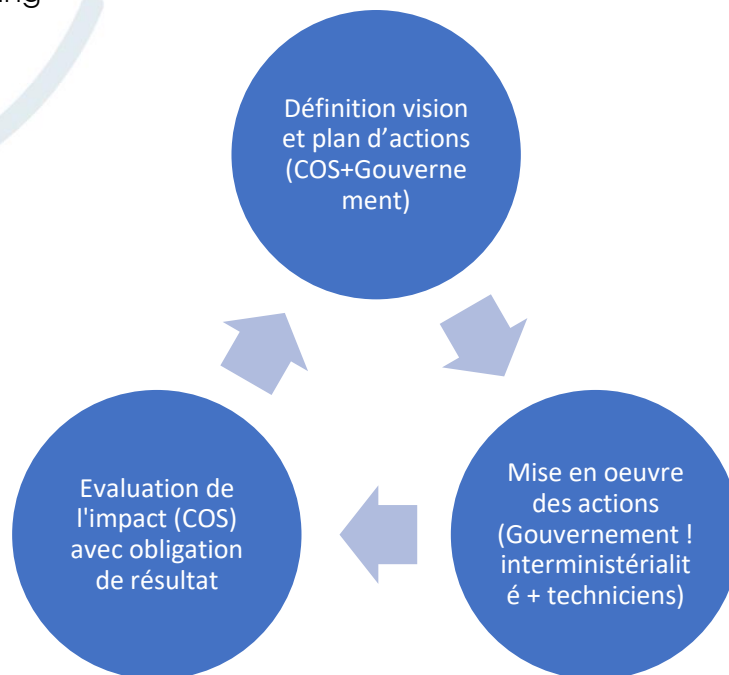 Définition vision
et plan d'actions
(COS+Gouverne
ment)
Mise en oeuvre
des actions
(Gouvernement !
interministérialit
é + techniciens)
Evaluation de
l'impact (COS)
avec obligation
de résultat